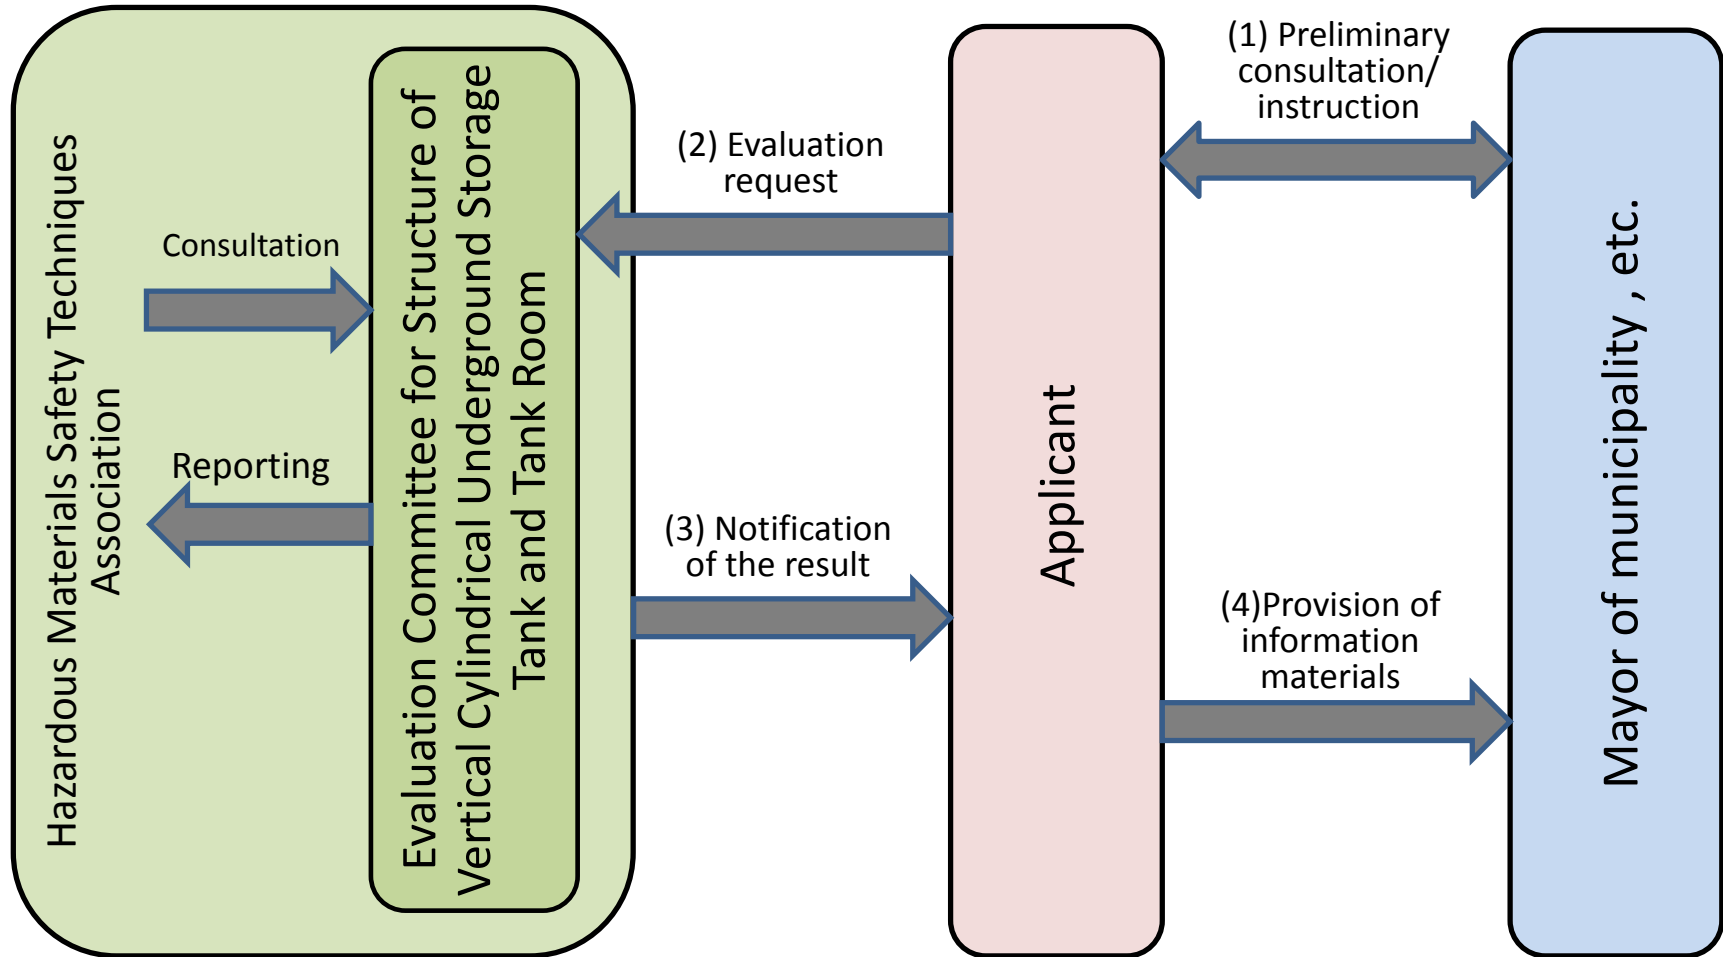 Hazardous Materials Safety Techniques
Association
Consultation
Reporting
Evaluation Committee for Structure of
Vertical Cylindrical Underground Storage
Tank and Tank Room
(2) Evaluation
request
(3) Notification
of the result
Applicant
(1) Preliminary
consultation/
instruction
(4)Provision of
information
materials
Mayor of municipality , etc.